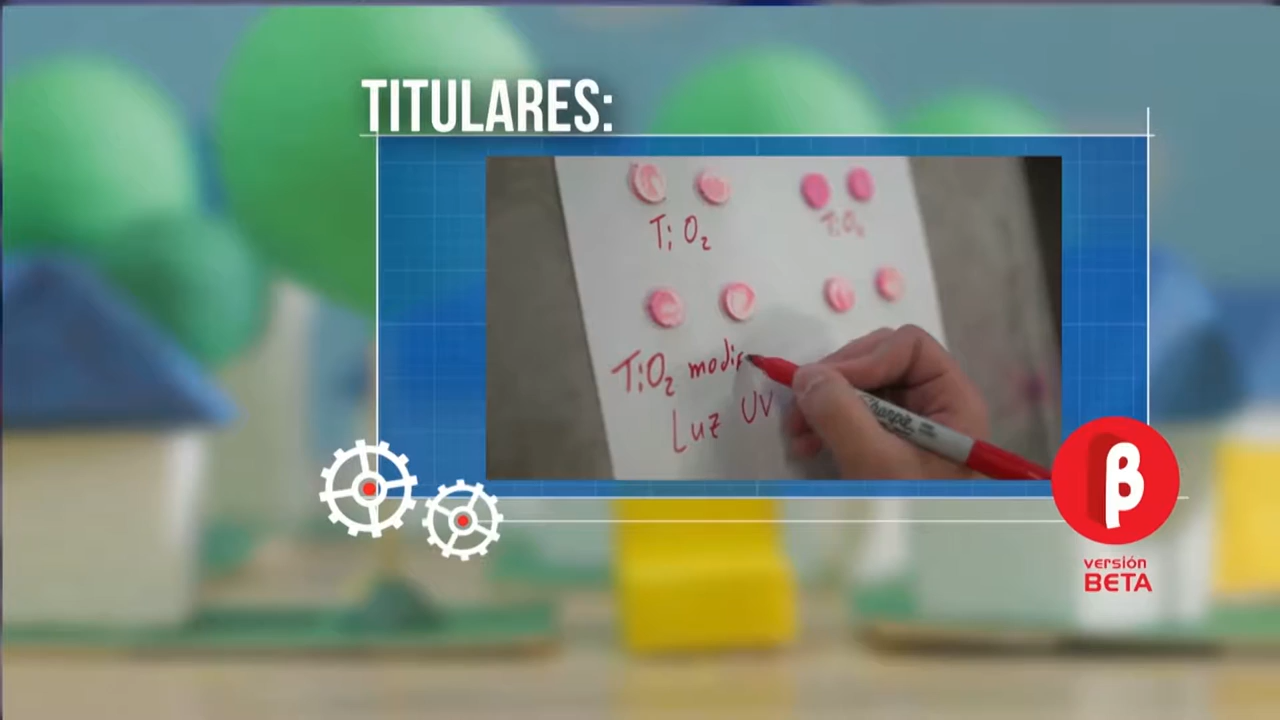 TITULARES:
TiO₂
TiO₂
TiO₂ modif
Luz UV
Sharpie
β
versión
BETA